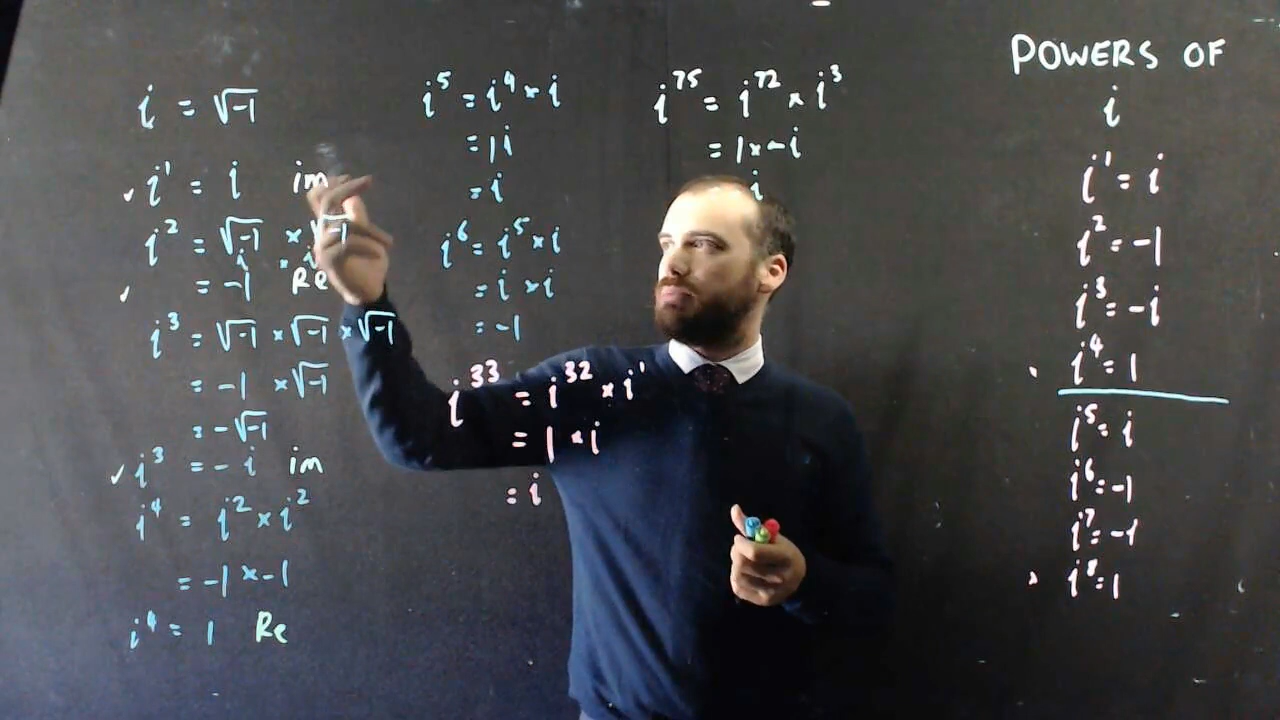 i = √-1
i¹ = i im
i² = √-1 × √-1
i × i
= -1 Re
i³ = √-1 × √-1 × √-1
= -1 × √-1
= -√-1
i³ = -i im
i⁴ = i² × i²
= -1 × -1
i⁴ = 1 Re
i⁵ = i⁴ × i
= 1i
= i
i⁶ = i⁵ × i
= i × i
= -1
i³³ = i³² × i¹
= 1 × i
= i
i⁷⁵ = i⁷² × i³
= 1 × -i
i
POWERS OF
i
i¹ = i
i² = -1
i³ = -i
i⁴ = 1
i⁵ = i
i⁶ = -1
i⁷ = -1
i⁸ = 1